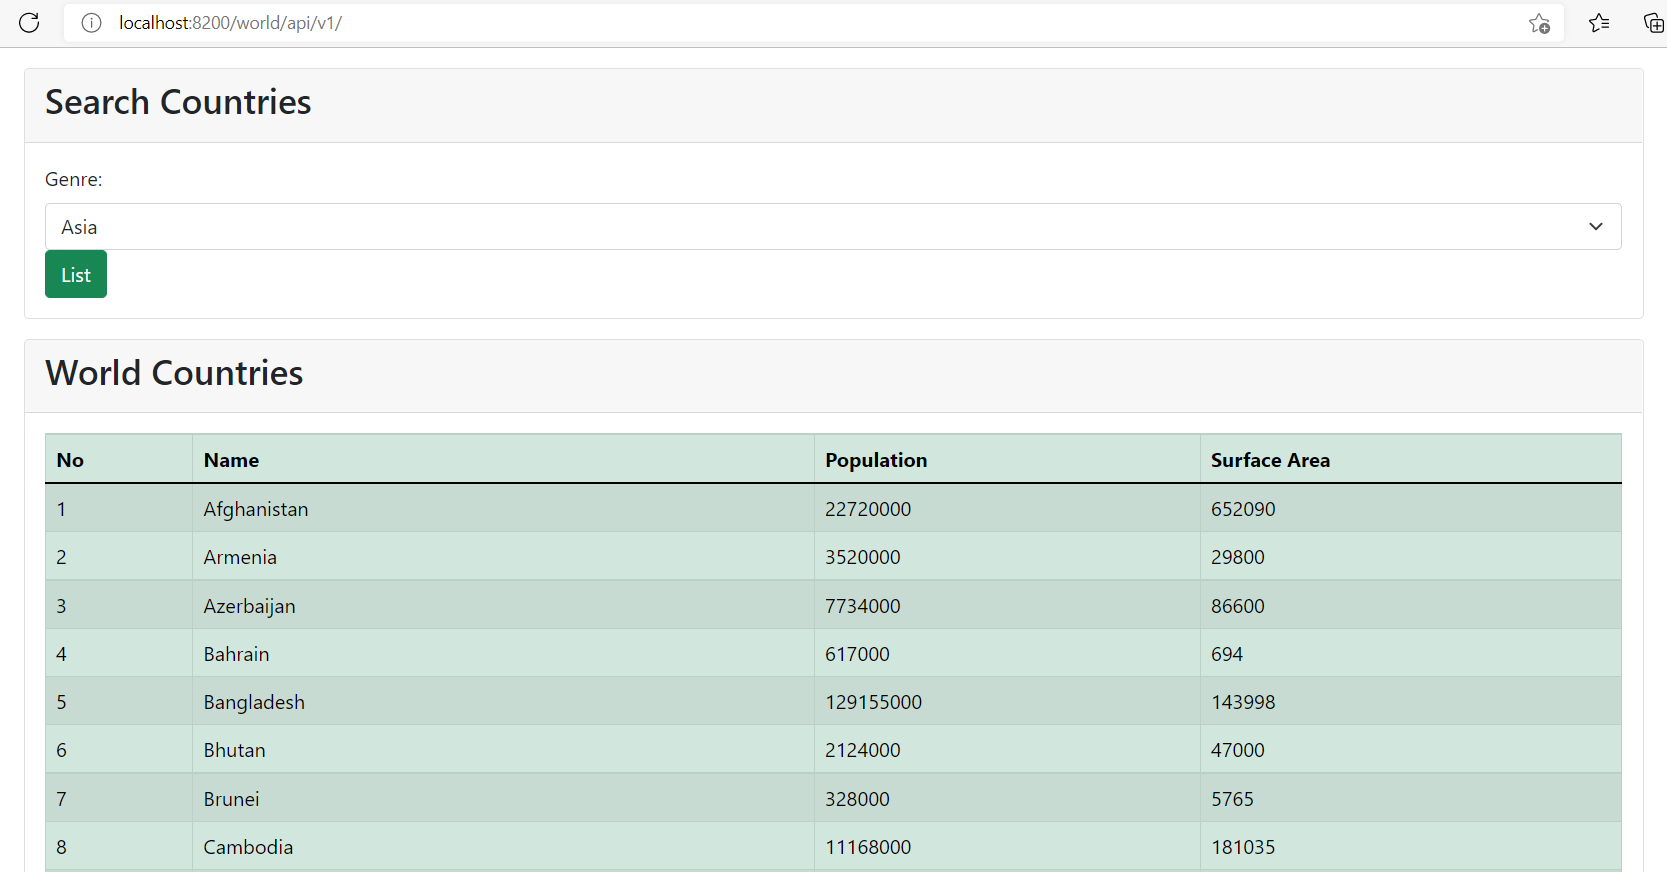 localhost:8200/world/api/v1/
Search Countries
Genre:
Asia
List
World Countries
No Name Population Surface Area
1 Afghanistan 22720000 652090
2 Armenia 3520000 29800
3 Azerbaijan 7734000 86600
4 Bahrain 617000 694
5 Bangladesh 129155000 143998
6 Bhutan 2124000 47000
7 Brunei 328000 5765
8 Cambodia 11168000 181035